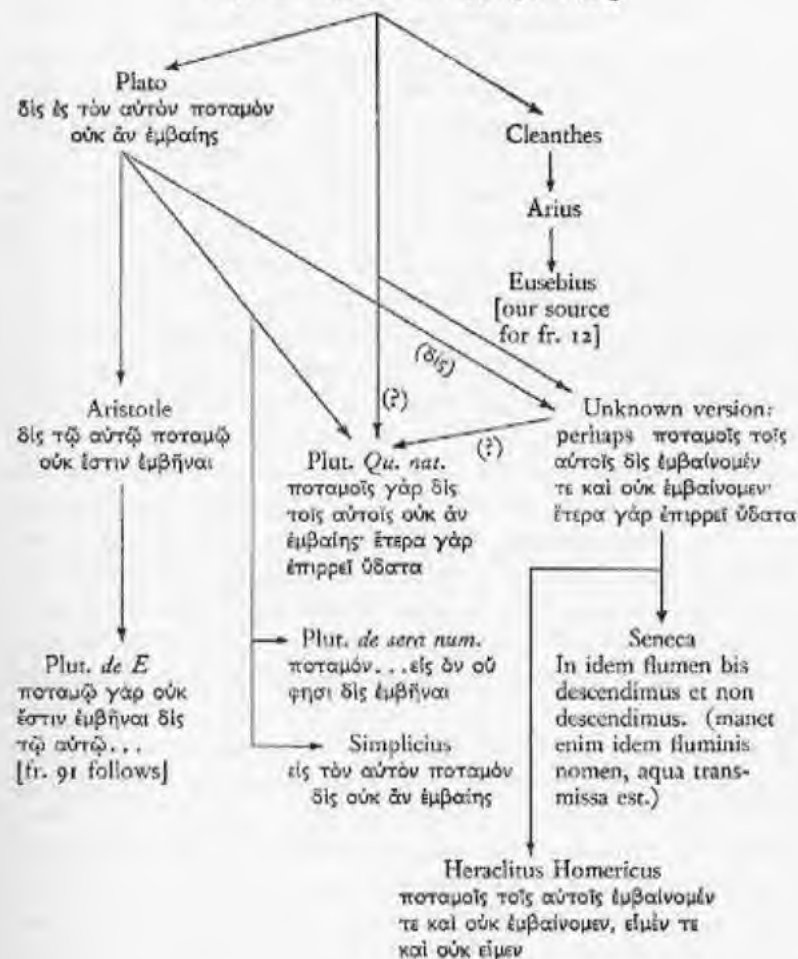 Plato
δὶς ἐς τὸν αὐτὸν ποταμὸν
οὐκ ἂν ἐμβαίης
Cleanthes
Arius
Eusebius
[our source
for fr. 12]
(δίς)
(?)
(?)
Aristotle
δὶς τῷ αὐτῷ ποταμῷ
οὐκ ἔστιν ἐμβῆναι
Plut. Qu. nat.
ποταμοῖς γὰρ δὶς
τοῖς αὐτοῖς οὐκ ἂν
ἐμβαίης· ἕτερα γὰρ
ἐπιρρεῖ ὕδατα
Unknown version:
perhaps ποταμοῖς τοῖς
αὐτοῖς δὶς ἐμβαίνομέν
τε καὶ οὐκ ἐμβαίνομεν·
ἕτερα γὰρ ἐπιρρεῖ ὕδατα
Plut. de E
ποταμῷ γὰρ οὐκ
ἔστιν ἐμβῆναι δὶς
τῷ αὐτῷ...
[fr. 91 follows]
Plut. de sera num.
ποταμόν...εἰς ὃν οὔ
φησι δὶς ἐμβῆναι
Simplicius
εἰς τὸν αὐτὸν ποταμὸν
δὶς οὐκ ἂν ἐμβαίης
Seneca
In idem flumen bis
descendimus et non
descendimus. (manet
enim idem fluminis
nomen, aqua trans-
missa est.)
Heraclitus Homericus
ποταμοῖς τοῖς αὐτοῖς ἐμβαίνομέν
τε καὶ οὐκ ἐμβαίνομεν, εἶμέν τε
καὶ οὐκ εἶμεν